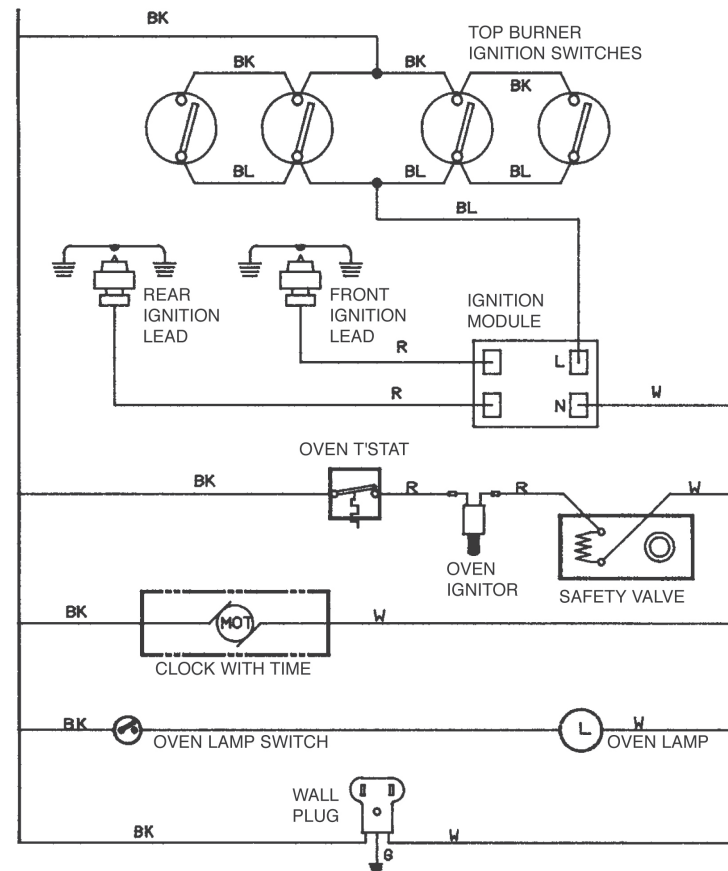 BK
TOP BURNER
IGNITION SWITCHES
BK
BK
BK
BL
BL
BL
BL
REAR
IGNITION
LEAD
FRONT
IGNITION
LEAD
IGNITION
MODULE
R
L
R
N
W
OVEN T'STAT
BK
R
R
W
OVEN
IGNITOR
SAFETY VALVE
BK
MOT
W
CLOCK WITH TIME
BK
OVEN LAMP SWITCH
L
W
OVEN LAMP
WALL
PLUG
BK
W
G